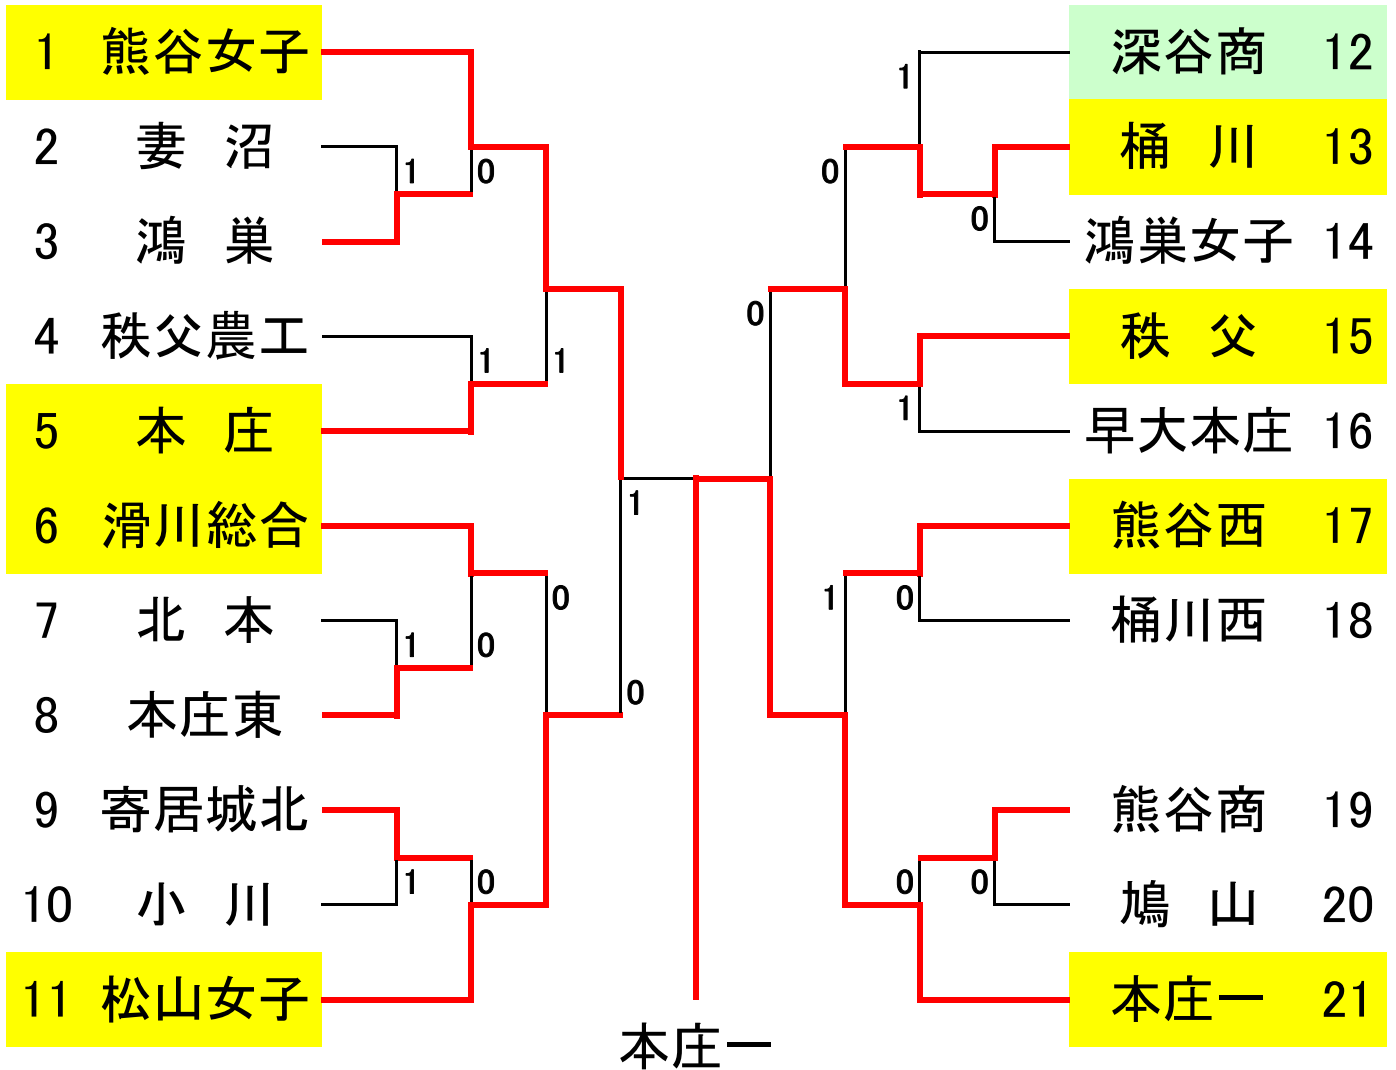 1 熊谷女子
2 妻 沼
3 鴻 巣
4 秩父農工
5 本 庄
6 滑川総合
7 北 本
8 本庄東
9 寄居城北
10 小 川
11 松山女子
1
0
1
1
0
1
0
1
0
1
0
本庄一
0
1
0
0
1
1
0
0
0
深谷商 12
桶 川 13
鴻巣女子 14
秩 父 15
早大本庄 16
熊谷西 17
桶川西 18
熊谷商 19
鳩 山 20
本庄一 21